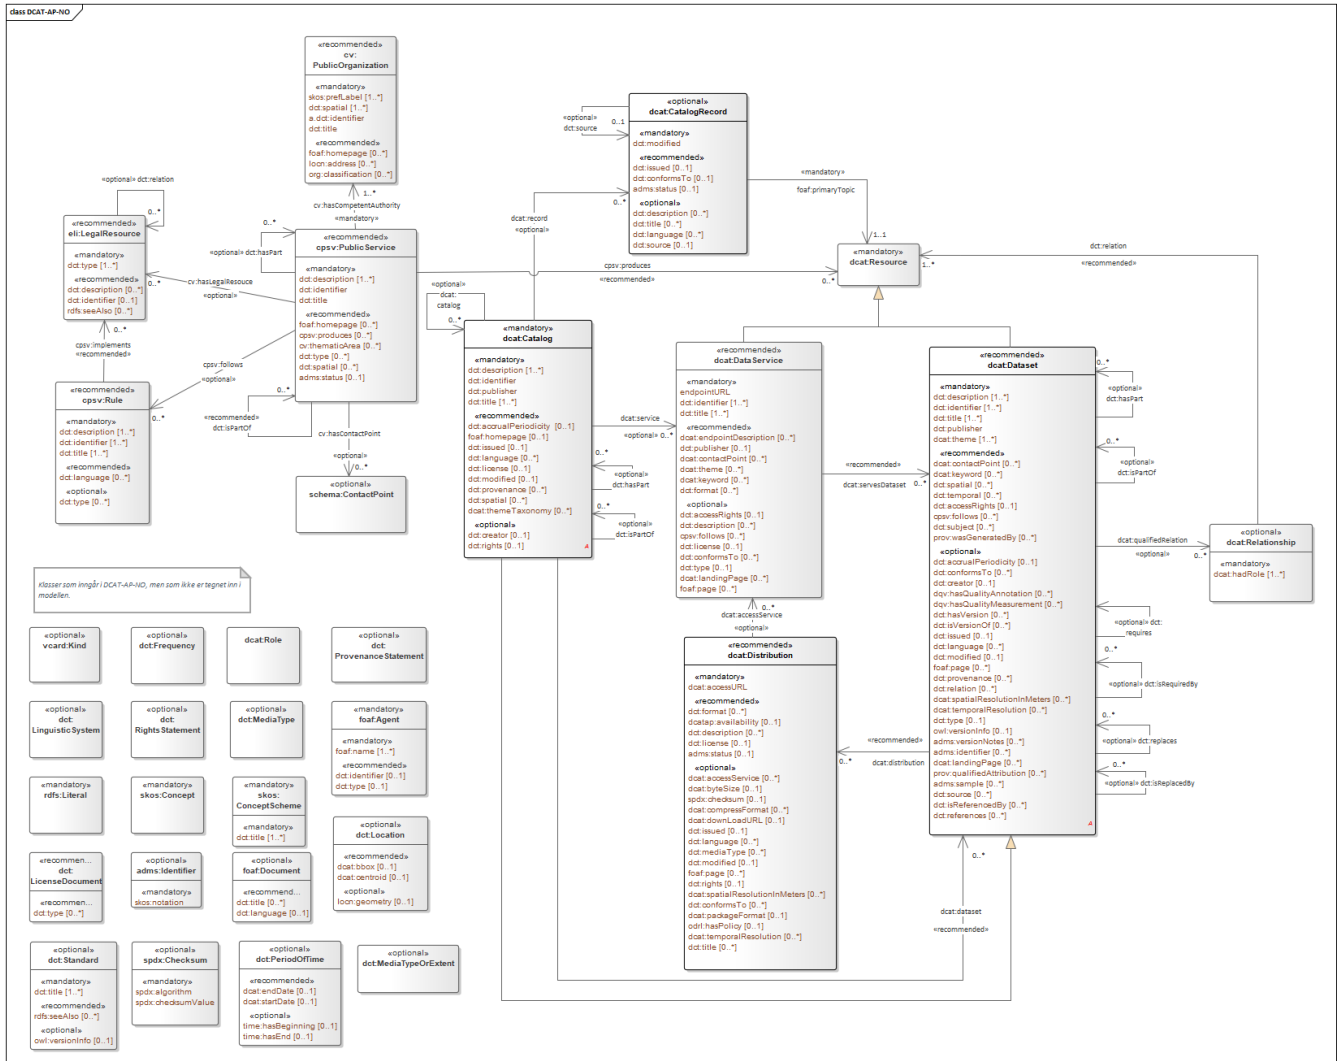 class DCAT-AP-NO
«recommended»
cv:
PublicOrganization
«mandatory»
skos:prefLabel [1..*]
dct:spatial [1..*]
a.dct:identifier
dct:title
«recommended»
foaf:homepage [0..*]
locn:address [0..*]
org:classification [0..*]
1..*
cv:hasCompetentAuthority
«mandatory»
«optional»
dcat:CatalogRecord
«mandatory»
dct:modified
«recommended»
dct:issued [0..1]
dct:conformsTo [0..1]
adms:status [0..1]
«optional»
dct:description [0..*]
dct:title [0..*]
dct:language [0..*]
dct:source [0..1]
«optional»
dct:source
0..1
«mandatory»
foaf:primaryTopic
1..1
«mandatory»
dcat:Resource
0..*
1..*
dct:relation
«recommended»
«optional» dct:relation
0..*
«recommended»
eli:LegalResource
«mandatory»
dct:type [1..*]
«recommended»
dct:description [0..*]
dct:identifier [0..1]
rdfs:seeAlso [0..*]
0..*
0..*
cpsv:implements
«recommended»
«recommended»
cpsv:Rule
«mandatory»
dct:description [1..*]
dct:identifier [1..*]
dct:title [1..*]
«recommended»
dct:language [0..*]
«optional»
dct:type [0..*]
0..*
«recommended»
cpsv:PublicService
«mandatory»
dct:description [1..*]
dct:identifier
dct:title
«recommended»
foaf:homepage [0..*]
cpsv:produces [0..*]
cv:thematicArea [0..*]
dct:type [0..*]
dct:spatial [0..*]
adms:status [0..1]
0..*
«optional» dct:hasPart
cv:hasLegalResouce
«optional»
cpsv:follows
«optional»
0..*
«recommended»
dct:isPartOf
cv:hasContactPoint
«optional»
0..*
«optional»
schema:ContactPoint
cpsv:produces
«recommended»
dcat:record
«optional»
0..*
«optional»
dcat:
catalog
0..*
«mandatory»
dcat:Catalog
«mandatory»
dct:description [1..*]
dct:identifier
dct:publisher
dct:title [1..*]
«recommended»
dct:accrualPeriodicity [0..1]
foaf:homepage [0..1]
dct:issued [0..1]
dct:language [0..*]
dct:license [0..1]
dct:modified [0..1]
dct:provenance [0..*]
dct:spatial [0..*]
dcat:themeTaxonomy [0..*]
«optional»
dct:creator [0..1]
dct:rights [0..1]
A
dcat:service
«optional» 0..*
0..*
«optional»
dct:hasPart
0..*
«optional»
dct:isPartOf
«recommended»
dcat:DataService
«mandatory»
endpointURL
dct:identifier [1..*]
dct:title [1..*]
«recommended»
dcat:endpointDescription [0..*]
dct:publisher [0..1]
dcat:contactPoint [0..*]
dcat:theme [0..*]
dcat:keyword [0..*]
dct:format [0..*]
«optional»
dct:accessRights [0..1]
dct:description [0..*]
cpsv:follows [0..*]
dct:license [0..1]
dct:conformsTo [0..*]
dct:type [0..1]
dcat:landingPage [0..*]
foaf:page [0..*]
«recommended»
dcat:servesDataset
0..*
0..*
dcat:accessService
«optional»
«recommended»
dcat:Distribution
«mandatory»
dcat:accessURL
«recommended»
dct:format [0..*]
dcatap:availability [0..1]
dct:description [0..*]
dct:license [0..1]
adms:status [0..1]
«optional»
dcat:accessService [0..*]
dcat:byteSize [0..1]
spdx:checksum [0..1]
dcat:compressFormat [0..1]
dcat:downLoadURL [0..1]
dct:issued [0..1]
dct:language [0..*]
dct:mediaType [0..*]
dct:modified [0..1]
foaf:page [0..*]
dct:rights [0..1]
dcat:spatialResolutionInMeters [0..*]
dct:conformsTo [0..*]
dcat:packageFormat [0..1]
odrl:hasPolicy [0..1]
dcat:temporalResolution [0..*]
dct:title [0..*]
«recommended»
0..*
dcat:distribution
«recommended»
dcat:Dataset
«mandatory»
dct:description [1..*]
dct:identifier [1..*]
dct:title [1..*]
dct:publisher
dcat:theme [1..*]
«recommended»
dcat:contactPoint [0..*]
dcat:keyword [0..*]
dct:spatial [0..*]
dct:temporal [0..*]
dct:accessRights [0..1]
cpsv:follows [0..*]
dct:subject [0..*]
prov:wasGeneratedBy [0..*]
«optional»
dct:accrualPeriodicity [0..1]
dct:conformsTo [0..*]
dct:creator [0..1]
dqv:hasQualityAnnotation [0..*]
dqv:hasQualityMeasurement [0..*]
dct:hasVersion [0..*]
dct:isVersionOf [0..*]
dct:issued [0..1]
dct:language [0..*]
dct:modified [0..1]
foaf:page [0..*]
dct:provenance [0..*]
dct:relation [0..*]
dcat:spatialResolutionInMeters [0..*]
dcat:temporalResolution [0..*]
dct:type [0..1]
owl:versionInfo [0..1]
adms:versionNotes [0..*]
adms:identifier [0..*]
dcat:landingPage [0..*]
prov:qualifiedAttribution [0..*]
adms:sample [0..*]
dct:source [0..*]
dct:isReferencedBy [0..*]
dct:references [0..*]
A
0..*
«optional»
dct:hasPart
0..*
«optional»
dct:isPartOf
dcat:qualifiedRelation
«optional»
0..*
«optional»
dcat:Relationship
«mandatory»
dcat:hadRole [1..*]
«optional» dct:
requires
0..*
0..*
«optional» dct:isRequiredBy
0..*
«optional» dct:replaces
0..*
«optional» dct:isReplacedBy
0..*
dcat:dataset
«recommended»
Klasser som inngår i DCAT-AP-NO, men som ikke er tegnet inn i
modellen.
«optional»
vcard:Kind
«optional»
dct:Frequency
dcat:Role
«optional»
dct:
ProvenanceStatement
«optional»
dct:
LinguisticSystem
«optional»
dct:
RightsStatement
«optional»
dct:MediaType
«mandatory»
foaf:Agent
«mandatory»
foaf:name [1..*]
«recommended»
dct:identifier [0..1]
dct:type [0..1]
«mandatory»
rdfs:Literal
«mandatory»
skos:Concept
«mandatory»
skos:
ConceptScheme
«mandatory»
dct:title [1..*]
«optional»
dct:Location
«recommended»
dcat:bbox [0..1]
dcat:centroid [0..1]
«optional»
locn:geometry [0..1]
«recommen...
dct:
LicenseDocument
«recommen...
dct:type [0..*]
«optional»
adms:Identifier
«mandatory»
skos:notation
«optional»
foaf:Document
«recommend...
dct:title [0..*]
dct:language [0..1]
«optional»
dct:Standard
«mandatory»
dct:title [1..*]
«recommended»
rdfs:seeAlso [0..*]
«optional»
owl:versionInfo [0..1]
«optional»
spdx:Checksum
«mandatory»
spdx:algorithm
spdx:checksumValue
«optional»
dct:PeriodOfTime
«recommended»
dcat:endDate [0..1]
dcat:startDate [0..1]
«optional»
time:hasBeginning [0..1]
time:hasEnd [0..1]
«optional»
dct:MediaTypeOrExtent